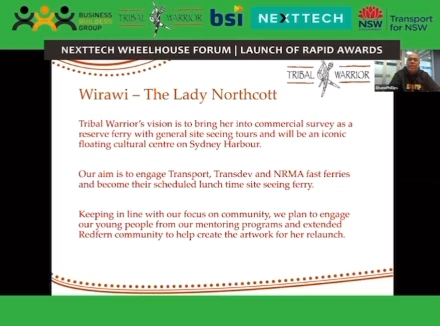 BUSINESS BUILDERS GROUP
TRIBAL WARRIOR
bsi
NEXTTECH
NSW
Transport for NSW
NEXTTECH WHEELHOUSE FORUM | LAUNCH OF RAPID AWARDS
TRIBAL WARRIOR
Wirawi – The Lady Northcott
Tribal Warrior's vision is to bring her into commercial survey as a
reserve ferry with general site seeing tours and will be an iconic
floating cultural centre on Sydney Harbour.
Our aim is to engage Transport, Transdev and NRMA fast ferries
and become their scheduled lunch time site seeing ferry.
Keeping in line with our focus on community, we plan to engage
our young people from our mentoring programs and extended
Redfern community to help create the artwork for her relaunch.